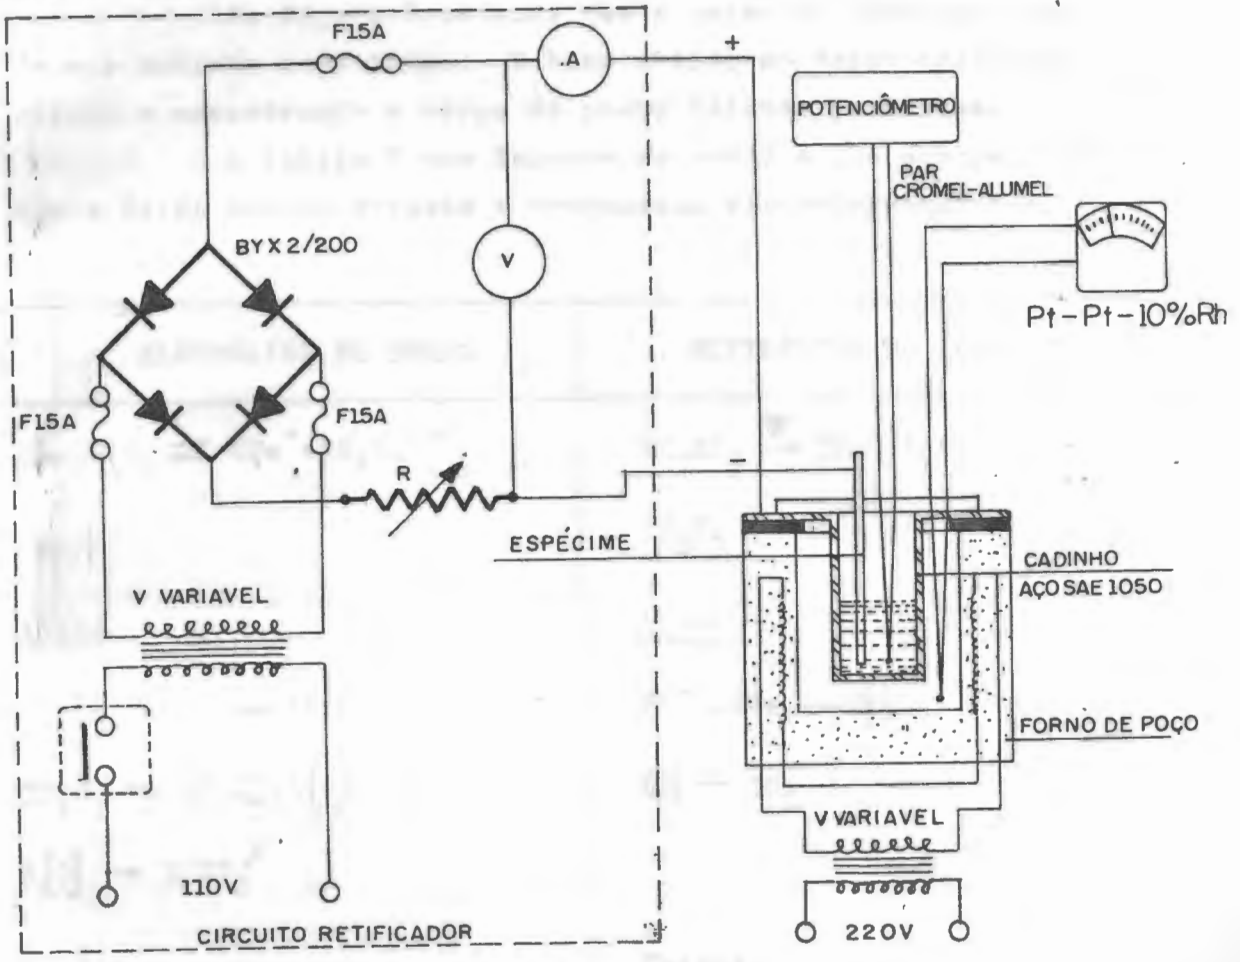 F15A
.A
+
POTENCIÔMETRO
PAR
CROMEL-ALUMEL
BYX2/200
V
Pt-Pt-10%Rh
F15A
F15A
R
-
ESPÉCIME
CADINHO
AÇO SAE 1050
V VARIAVEL
FORNO DE POÇO
V VARIAVEL
110V
220V
CIRCUITO RETIFICADOR